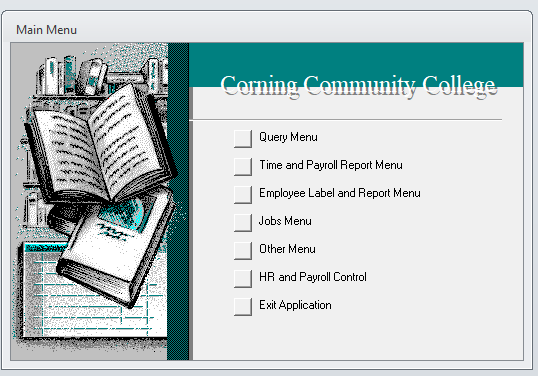 Main Menu
Corning Community College
Query Menu
Time and Payroll Report Menu
Employee Label and Report Menu
Jobs Menu
Other Menu
HR and Payroll Control
Exit Application